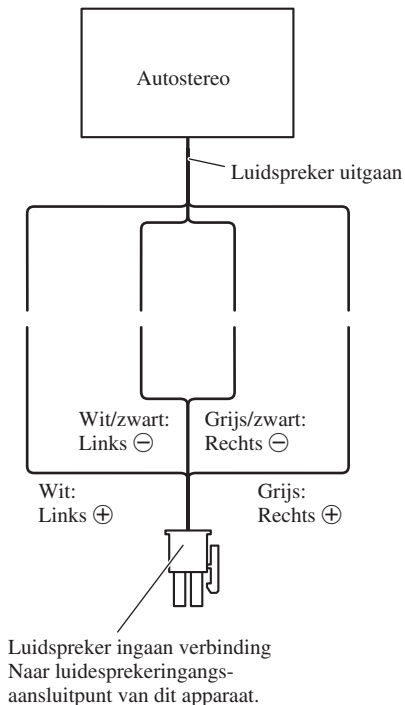 Autostereo
Luidspreker uitgaan
Wit/zwart:
Links ⊖
Grijs/zwart:
Rechts ⊖
Wit:
Links ⊕
Grijs:
Rechts ⊕
Luidspreker ingaan verbinding
Naar luidesprekeringangs-
aansluitpunt van dit apparaat.